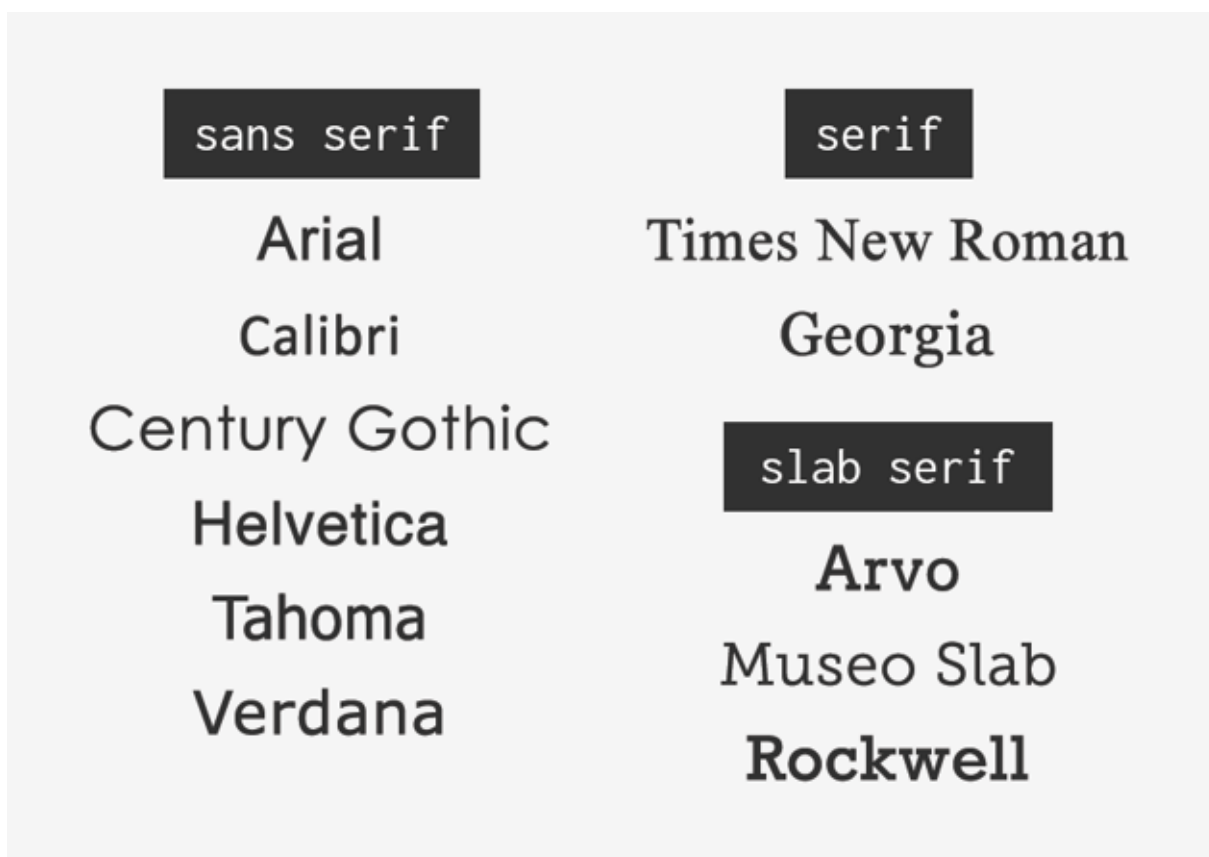 sans serif
Arial
Calibri
Century Gothic
Helvetica
Tahoma
Verdana
serif
Times New Roman
Georgia
slab serif
Arvo
Museo Slab
Rockwell